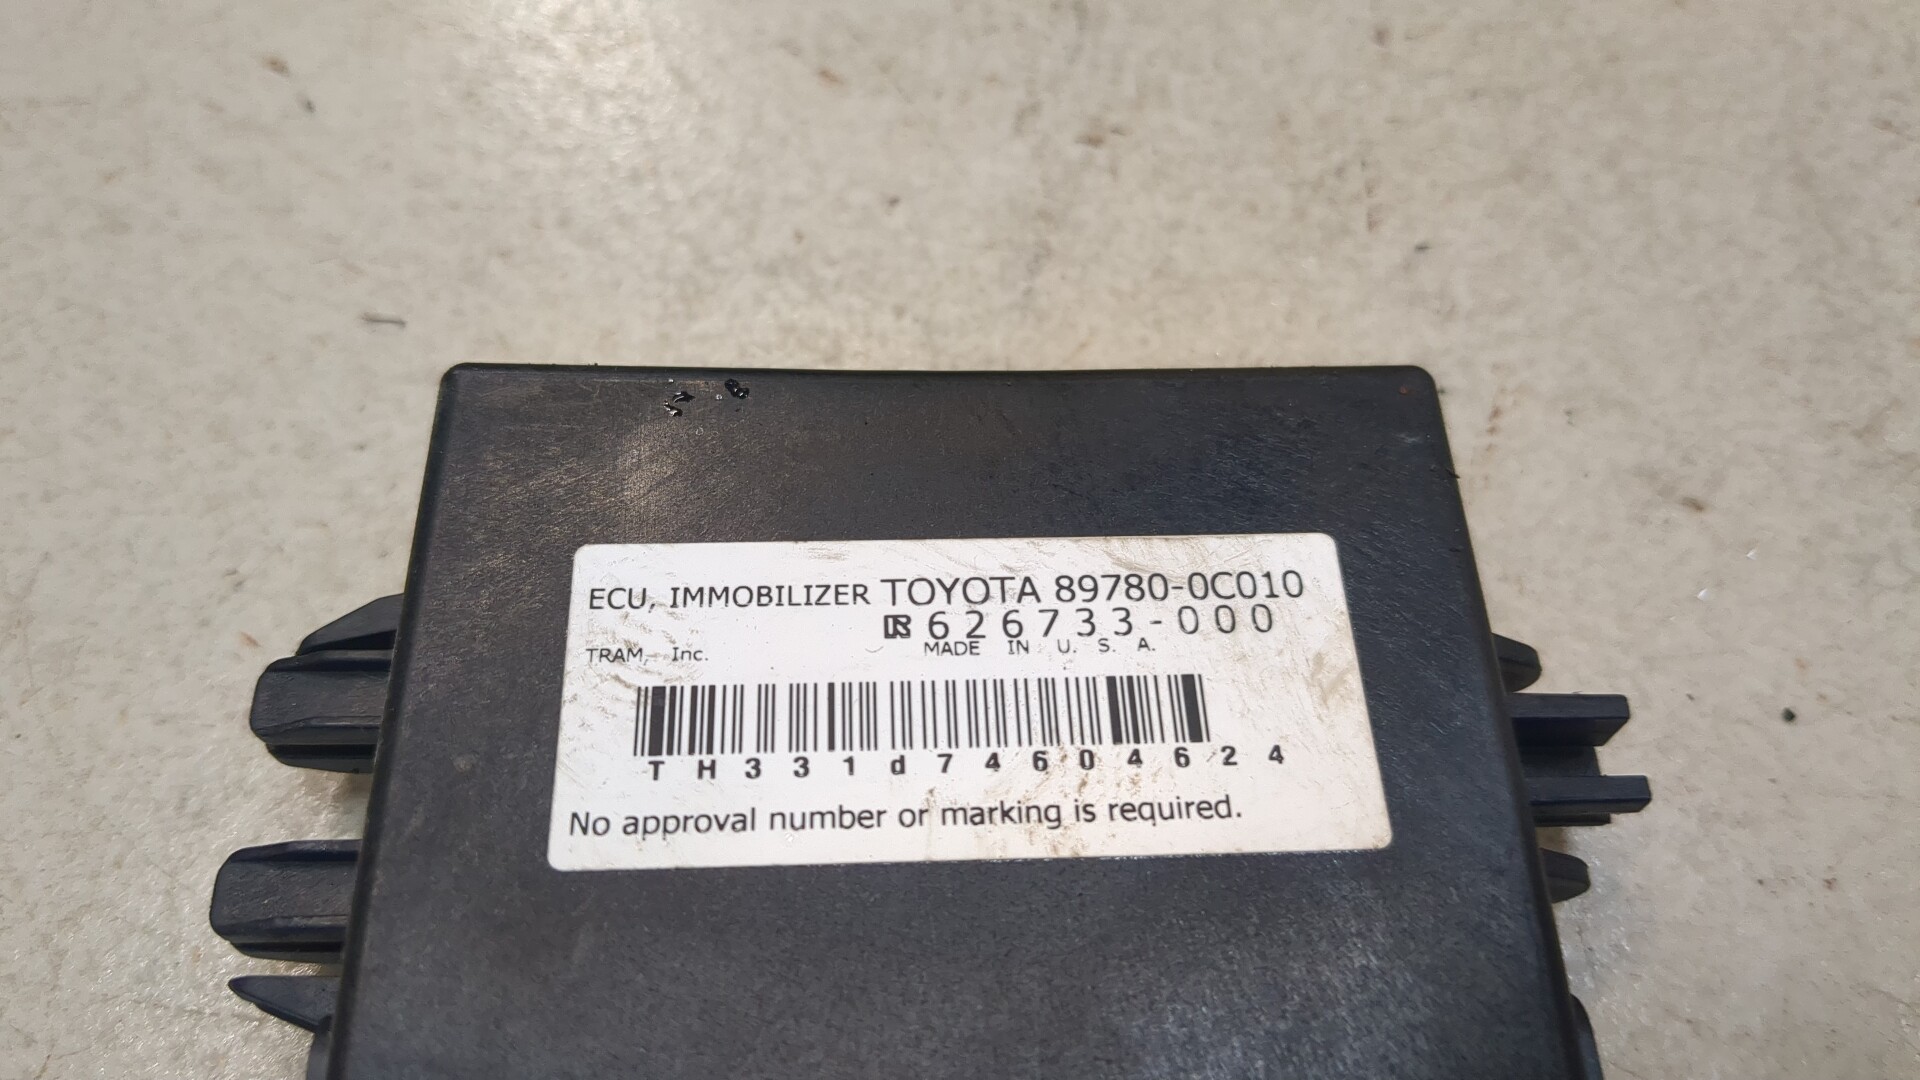 ECU, IMMOBILIZER TOYOTA 89780-0C010
R 626733-000
TRAM, Inc. MADE IN U. S. A.
TH331d74604624
No approval number or marking is required.